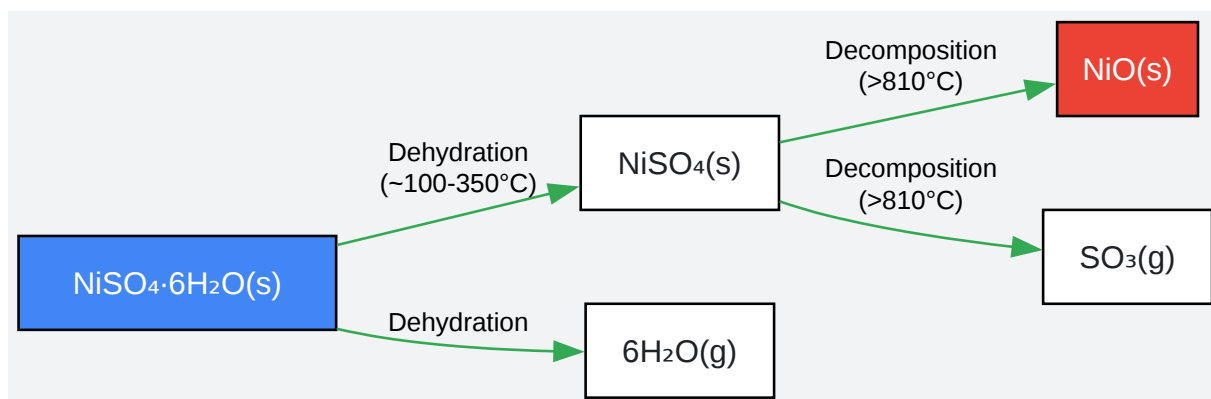 Decomposition
(>810°C)
NiO(s)
Dehydration
(~100-350°C)
NiSO₄(s)
Decomposition
(>810°C)
SO₃(g)
NiSO₄·6H₂O(s)
Dehydration
6H₂O(g)